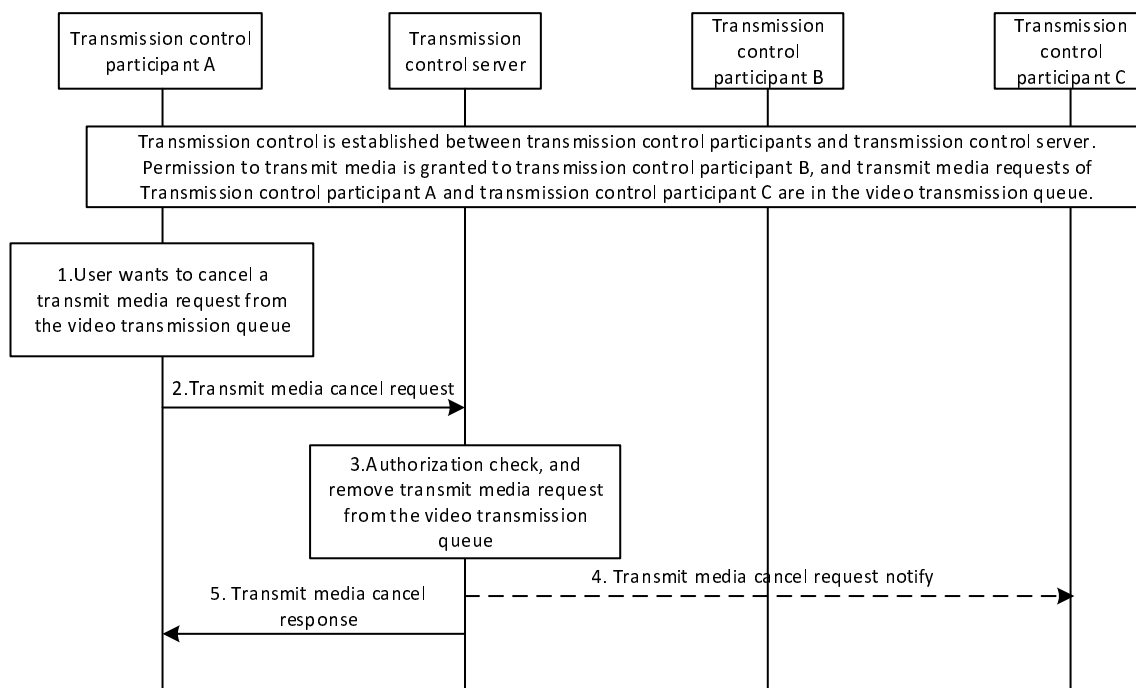 Transmission control
participant A
Transmission
control server
Transmission
control
participant B
Transmission
control
participant C
Transmission control is established between transmission control participants and transmission control server.
Permission to transmit media is granted to transmission control participant B, and transmit media requests of
Transmission control participant A and transmission control participant C are in the video transmission queue.
1.User wants to cancel a
transmit media request from
the video transmission queue
2.Transmit media cancel request
3.Authorization check, and
remove transmit media request
from the video transmission
queue
4. Transmit media cancel request notify
5. Transmit media cancel
response